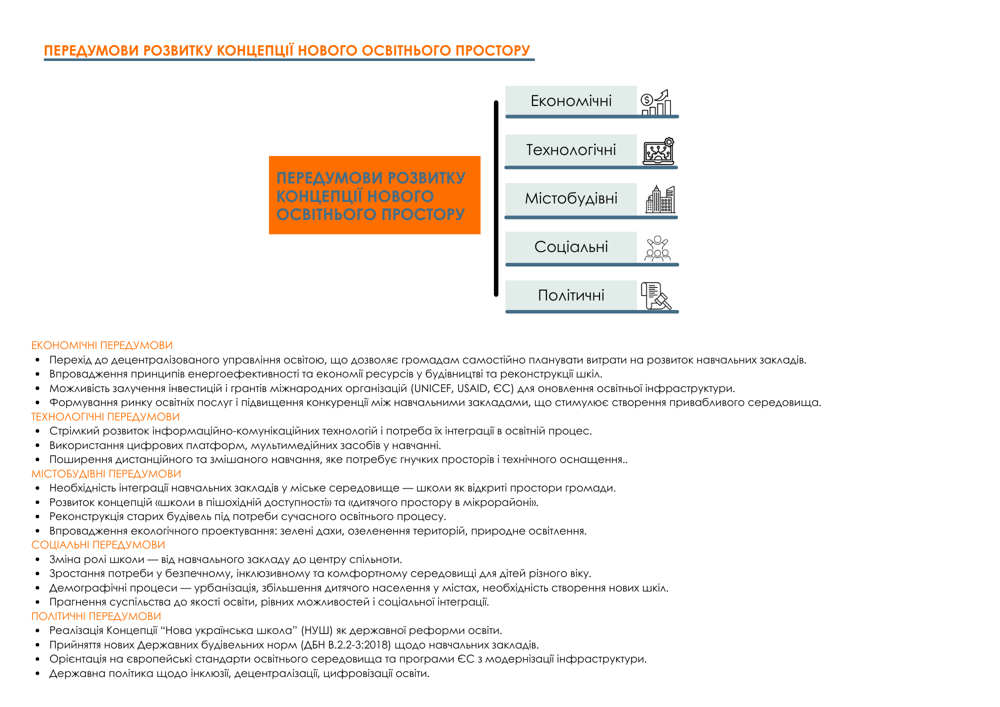 ПЕРЕДУМОВИ РОЗВИТКУ КОНЦЕПЦІЇ НОВОГО ОСВІТНЬОГО ПРОСТОРУ
ПЕРЕДУМОВИ РОЗВИТКУ
КОНЦЕПЦІЇ НОВОГО
ОСВІТНЬОГО ПРОСТОРУ
Економічні
Технологічні
Містобудівні
Соціальні
Політичні
ЕКОНОМІЧНІ ПЕРЕДУМОВИ
• Перехід до децентралізованого управління освітою, що дозволяє громадам самостійно планувати витрати на розвиток навчальних закладів.
• Впровадження принципів енергоефективності та економії ресурсів у будівництві та реконструкції шкіл.
• Можливість залучення інвестицій і грантів міжнародних організацій (UNICEF, USAID, ЄС) для оновлення освітньої інфраструктури.
• Формування ринку освітніх послуг і підвищення конкуренції між навчальними закладами, що стимулює створення привабливого середовища.
ТЕХНОЛОГІЧНІ ПЕРЕДУМОВИ
• Стрімкий розвиток інформаційно-комунікаційних технологій і потреба їх інтеграції в освітній процес.
• Використання цифрових платформ, мультимедійних засобів у навчанні.
• Поширення дистанційного та змішаного навчання, яке потребує гнучких просторів і технічного оснащення..
МІСТОБУДІВНІ ПЕРЕДУМОВИ
• Необхідність інтеграції навчальних закладів у міське середовище — школи як відкриті простори громади.
• Розвиток концепцій «школи в пішохідній доступності» та «дитячого простору в мікрорайоні».
• Реконструкція старих будівель під потреби сучасного освітнього процесу.
• Впровадження екологічного проектування: зелені дахи, озеленення територій, природне освітлення.
СОЦІАЛЬНІ ПЕРЕДУМОВИ
• Зміна ролі школи — від навчального закладу до центру спільноти.
• Зростання потреби у безпечному, інклюзивному та комфортному середовищі для дітей різного віку.
• Демографічні процеси — урбанізація, збільшення дитячого населення у містах, необхідність створення нових шкіл.
• Прагнення суспільства до якості освіти, рівних можливостей і соціальної інтеграції.
ПОЛІТИЧНІ ПЕРЕДУМОВИ
• Реалізація Концепції “Нова українська школа” (НУШ) як державної реформи освіти.
• Прийняття нових Державних будівельних норм (ДБН В.2.2-3:2018) щодо навчальних закладів.
• Орієнтація на європейські стандарти освітнього середовища та програми ЄС з модернізації інфраструктури.
• Державна політика щодо інклюзії, децентралізації, цифровізації освіти.